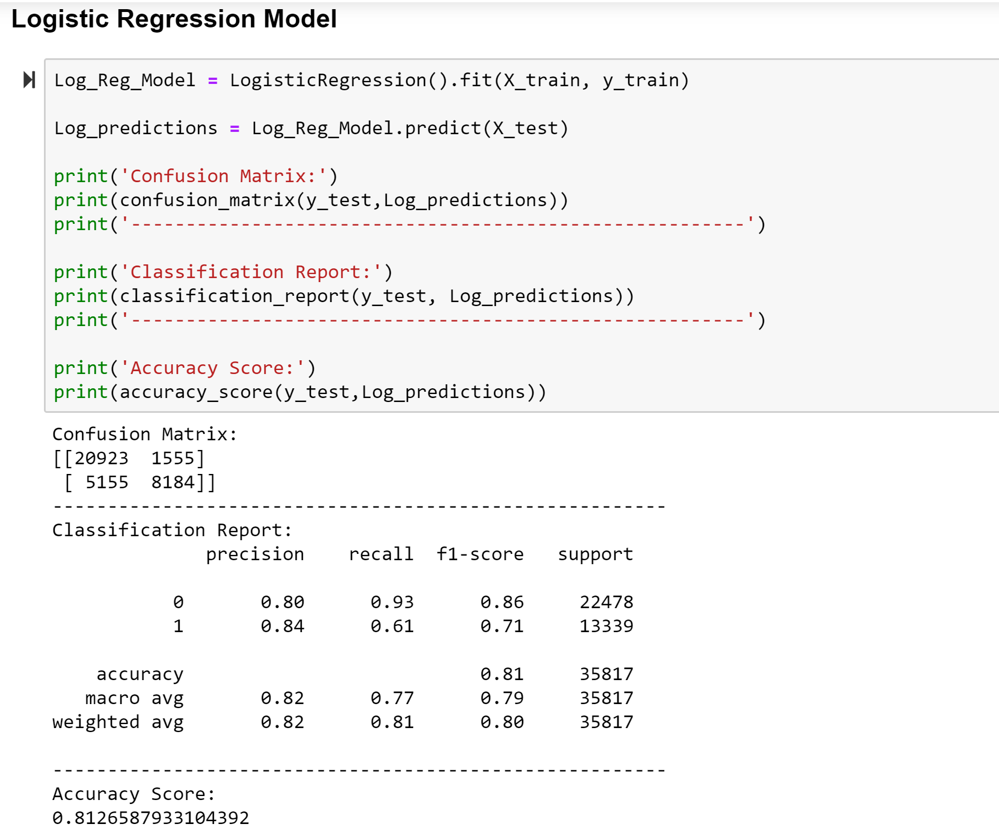 Logistic Regression Model
Log_Reg_Model = LogisticRegression().fit(X_train, y_train)
Log_predictions = Log_Reg_Model.predict(X_test)
print('Confusion Matrix:')
print(confusion_matrix(y_test,Log_predictions))
print('--------------------------------------------------------')
print('Classification Report:')
print(classification_report(y_test, Log_predictions))
print('--------------------------------------------------------')
print('Accuracy Score:')
print(accuracy_score(y_test,Log_predictions))
Confusion Matrix:
[[20923  1555]
 [ 5155  8184]]
--------------------------------------------------------
Classification Report:
              precision    recall  f1-score   support
           0       0.80      0.93      0.86     22478
           1       0.84      0.61      0.71     13339
    accuracy                           0.81     35817
   macro avg       0.82      0.77      0.79     35817
weighted avg       0.82      0.81      0.80     35817
--------------------------------------------------------
Accuracy Score:
0.8126587933104392